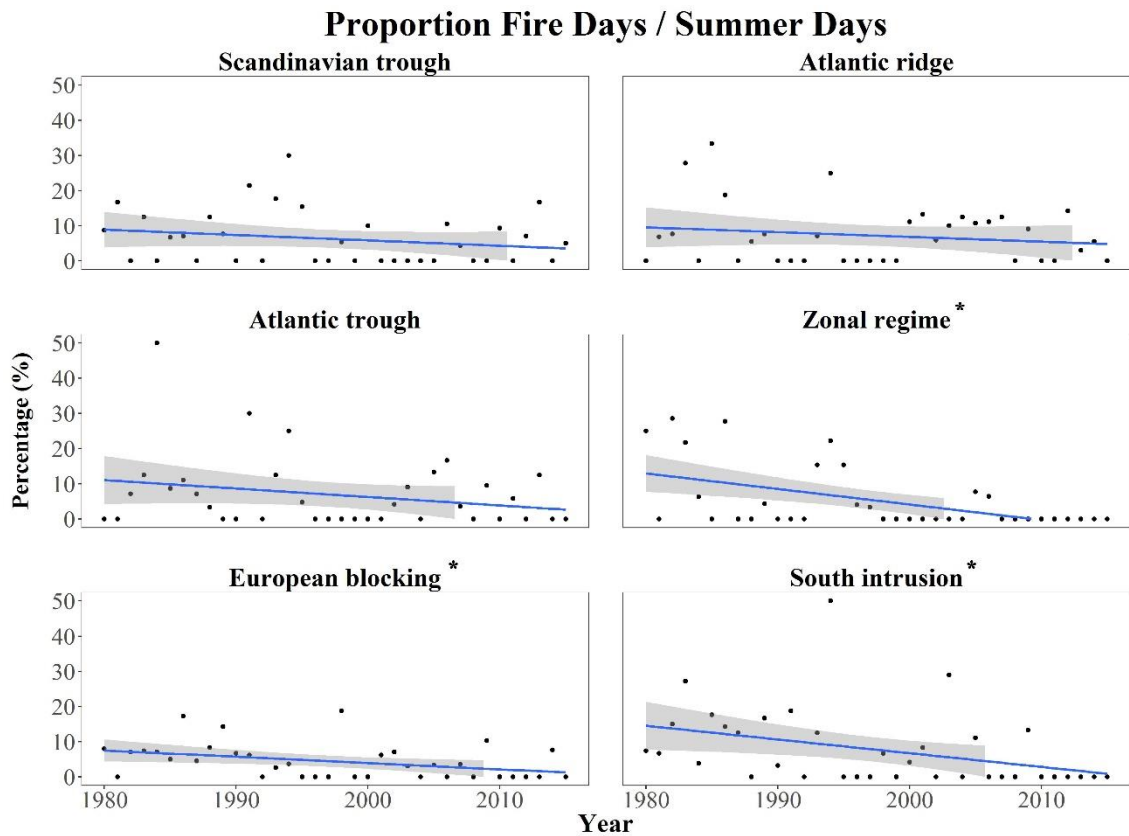 Proportion Fire Days / Summer Days
Scandinavian trough
Atlantic ridge
50
40
30
20
10
0
Atlantic trough
Zonal regime *
Percentage (%)
50
40
30
20
10
0
European blocking *
South intrusion *
50
40
30
20
10
0
1980 1990 2000 2010
1980 1990 2000 2010
Year